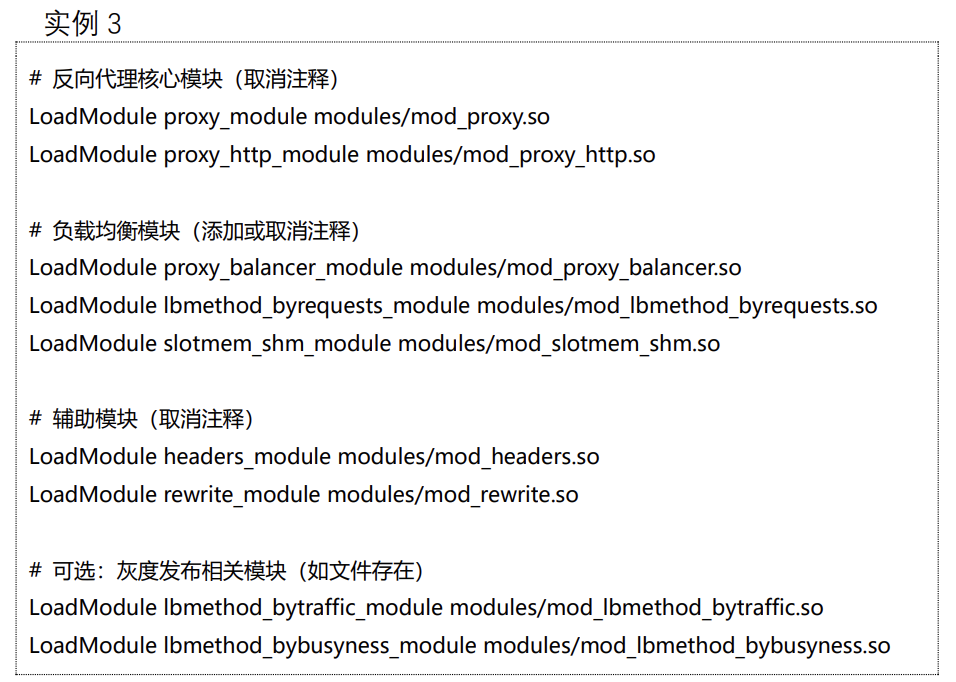 实例 3
# 反向代理核心模块（取消注释）
LoadModule proxy_module modules/mod_proxy.so
LoadModule proxy_http_module modules/mod_proxy_http.so
# 负载均衡模块（添加或取消注释）
LoadModule proxy_balancer_module modules/mod_proxy_balancer.so
LoadModule lbmethod_byrequests_module modules/mod_lbmethod_byrequests.so
LoadModule slotmem_shm_module modules/mod_slotmem_shm.so
# 辅助模块（取消注释）
LoadModule headers_module modules/mod_headers.so
LoadModule rewrite_module modules/mod_rewrite.so
# 可选：灰度发布相关模块（如文件存在）
LoadModule lbmethod_bytraffic_module modules/mod_lbmethod_bytraffic.so
LoadModule lbmethod_bybusyness_module modules/mod_lbmethod_bybusyness.so